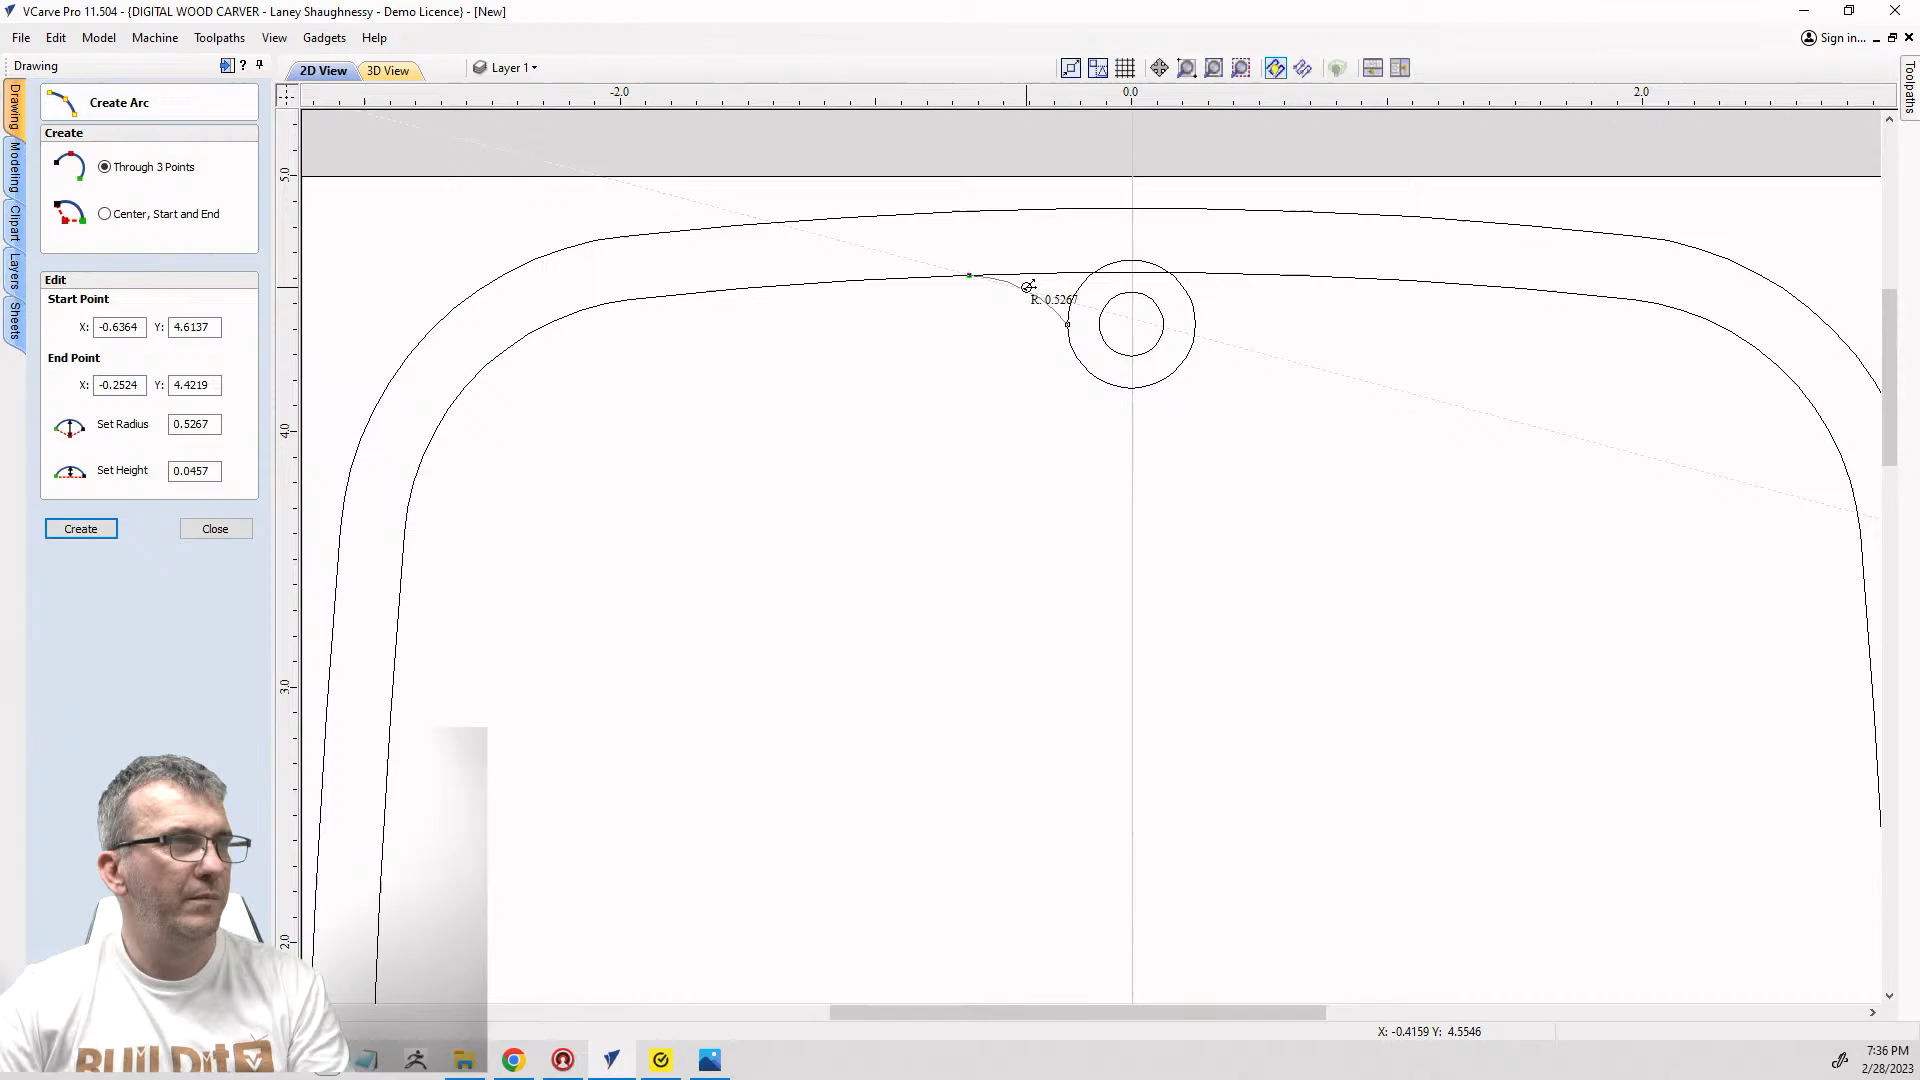 VCarve Pro 11.504 - {DIGITAL WOOD CARVER - Laney Shaughnessy - Demo Licence} - [New]
File Edit Model Machine Toolpaths View Gadgets Help
Sign in...
Drawing
?
2D View
3D View
Layer 1
Toolpaths
Drawing
Modeling
Clipart
Layers
Sheets
Create Arc
Create
Through 3 Points
Center, Start and End
Edit
Start Point
X: -0.6364 Y: 4.6137
End Point
X: -0.2524 Y: 4.4219
Set Radius 0.5267
Set Height 0.0457
Create Close
-2.0 0.0 2.0
5.0
4.0
3.0
2.0
R: 0.5267
BUILDit
X: -0.4159 Y: 4.5546
7:36 PM
2/28/2023